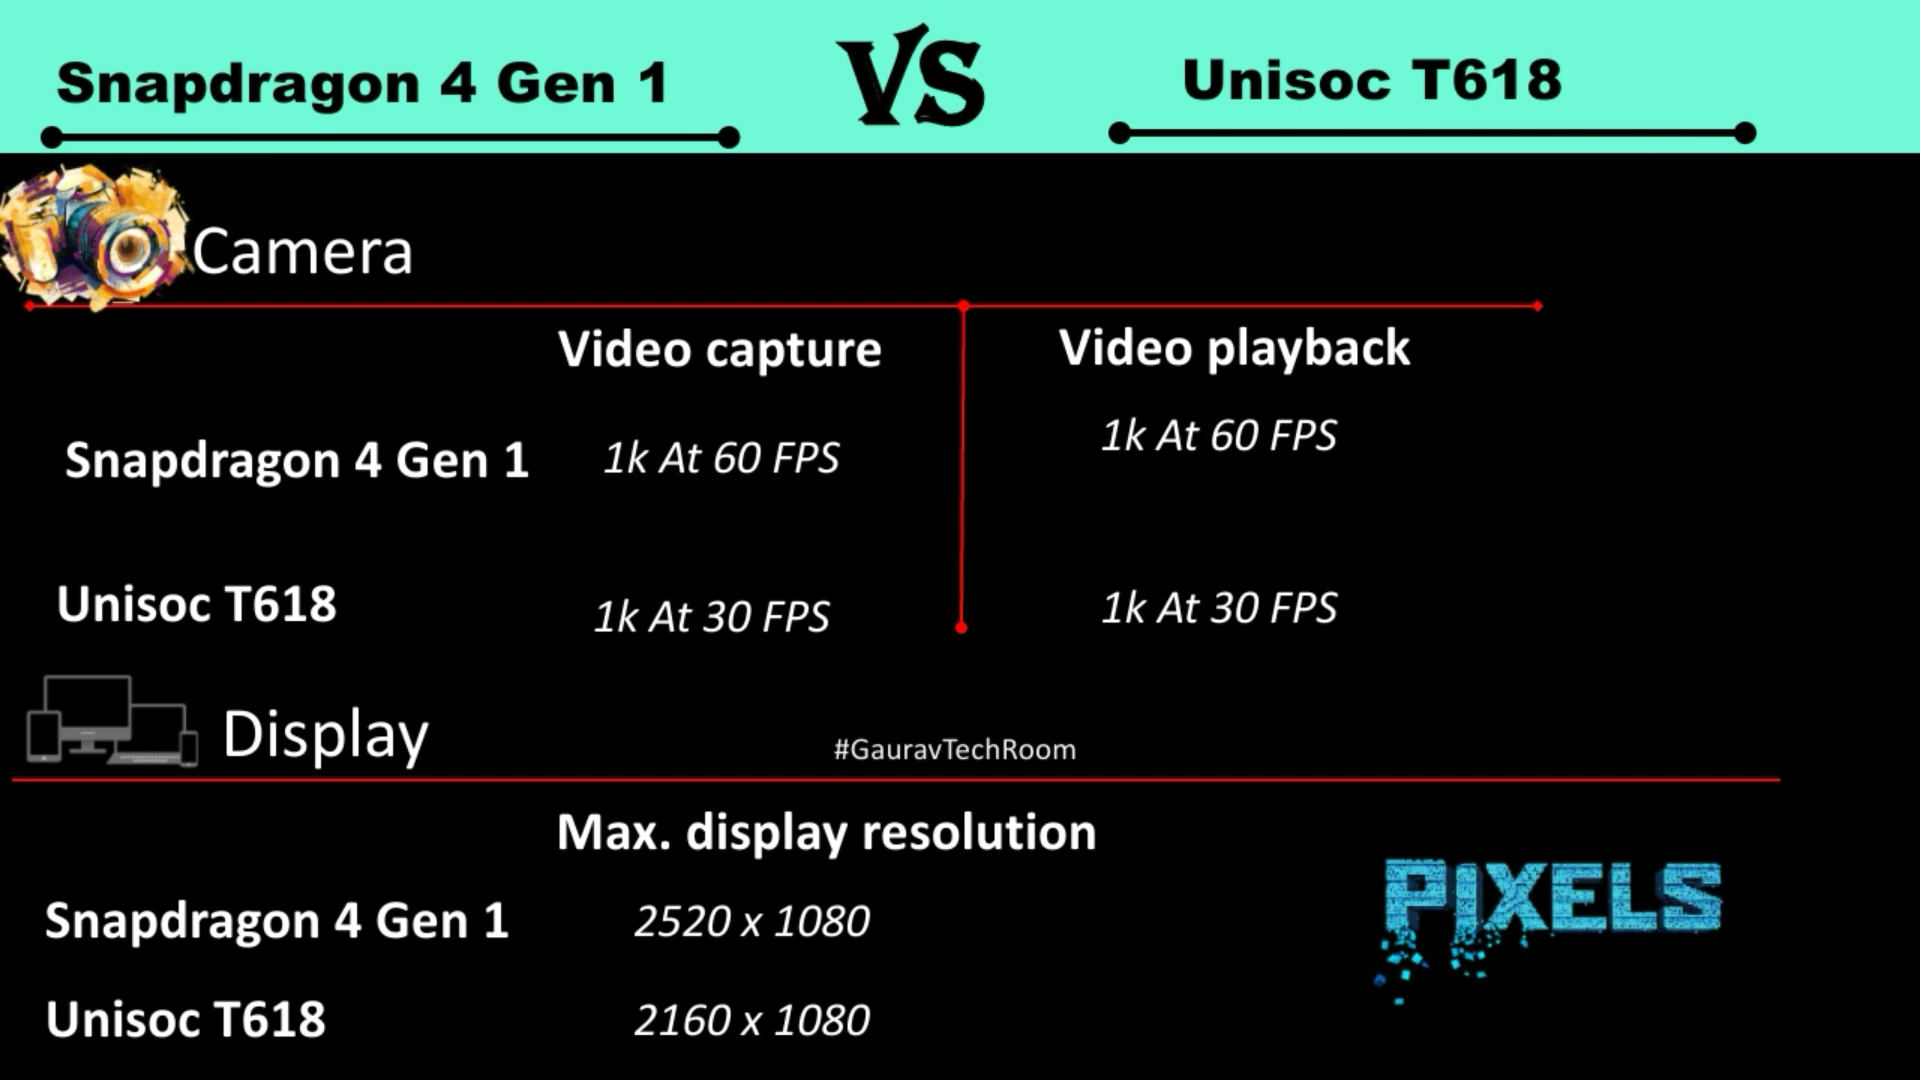 Snapdragon 4 Gen 1 VS Unisoc T618
Camera
Video capture Video playback
Snapdragon 4 Gen 1 1k At 60 FPS 1k At 60 FPS
Unisoc T618 1k At 30 FPS 1k At 30 FPS
Display
#GauravTechRoom
Max. display resolution
PIXELS
Snapdragon 4 Gen 1 2520 x 1080
Unisoc T618 2160 x 1080